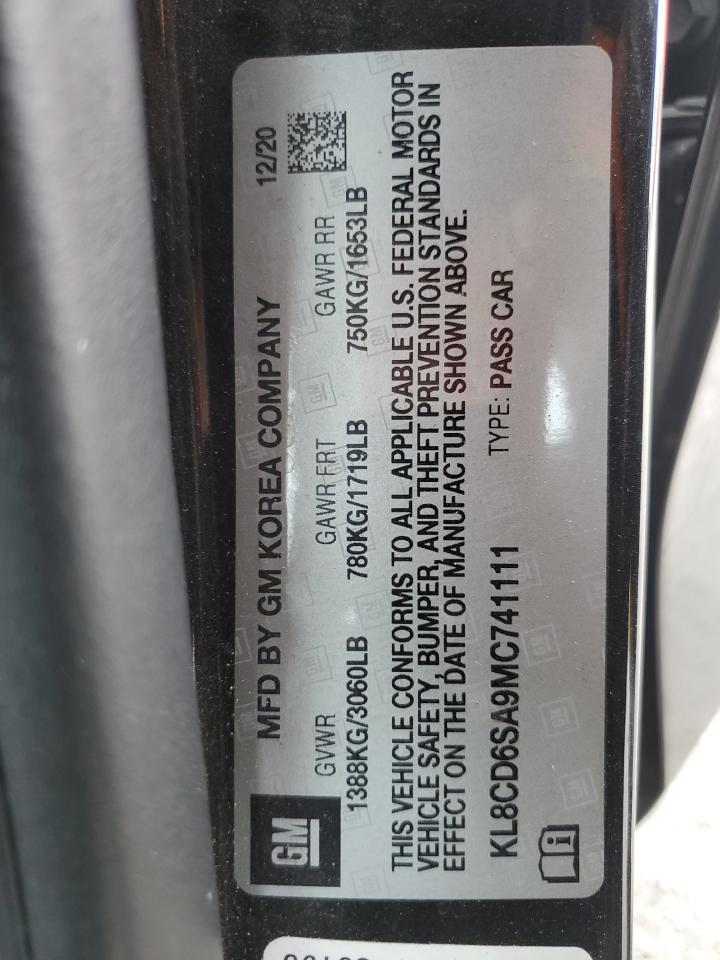 GM
MFD BY GM KOREA COMPANY 12/20
GVWR GAWR FRT GAWR RR
1388KG/3060LB 780KG/1719LB 750KG/1653LB
THIS VEHICLE CONFORMS TO ALL APPLICABLE U.S. FEDERAL MOTOR
VEHICLE SAFETY, BUMPER, AND THEFT PREVENTION STANDARDS IN
EFFECT ON THE DATE OF MANUFACTURE SHOWN ABOVE.
KL8CD6SA9MC741111 TYPE: PASS CAR